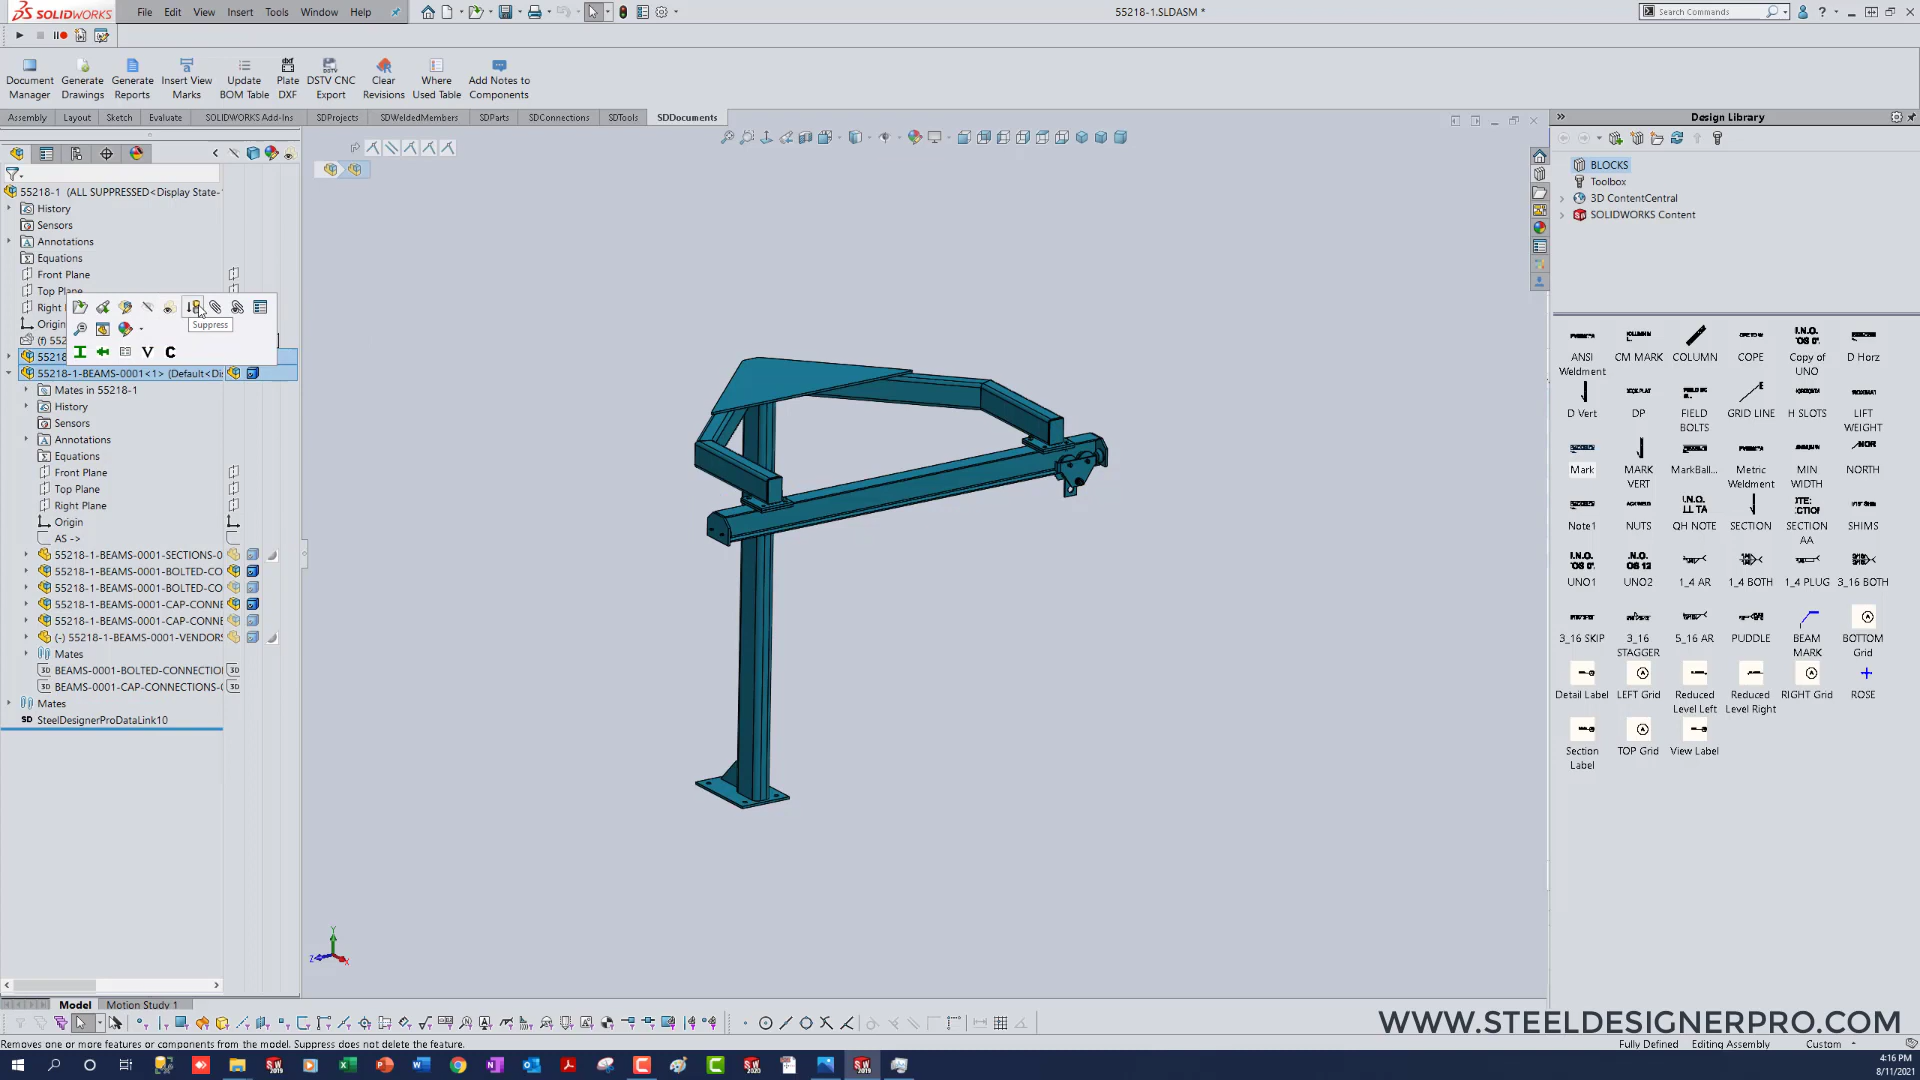 SOLIDWORKS
File Edit View Insert Tools Window Help
55218-1.SLDASM *
Search Commands
Document Manager
Generate Drawings
Generate Reports
Insert View Marks
Update BOM Table
Plate DXF
DSTV CNC Export
Clear Revisions
Where Used Table
Add Notes to Components
Assembly Layout Sketch Evaluate SOLIDWORKS Add-Ins SDProjects SDWeldedMembers SDParts SDConnections SDTools SDDocuments
55218-1 (ALL SUPPRESSED<Display State-
History
Sensors
Annotations
Equations
Front Plane
Top Plane
Right
Origin
(f) 552
Suppress
55218
55218-1-BEAMS-0001<1> (Default<Di
Mates in 55218-1
History
Sensors
Annotations
Equations
Front Plane
Top Plane
Right Plane
Origin
AS ->
55218-1-BEAMS-0001-SECTIONS-0
55218-1-BEAMS-0001-BOLTED-CO
55218-1-BEAMS-0001-BOLTED-CO
55218-1-BEAMS-0001-CAP-CONNE
55218-1-BEAMS-0001-CAP-CONNE
(-) 55218-1-BEAMS-0001-VENDORS
Mates
BEAMS-0001-BOLTED-CONNECTIO
BEAMS-0001-CAP-CONNECTIONS-0
Mates
SteelDesignerProDataLink10
Design Library
BLOCKS
Toolbox
3D ContentCentral
SOLIDWORKS Content
ANSI Weldment
CM MARK
COLUMN
COPE
Copy of UNO
D Horz
D Vert
DP
FIELD BOLTS
GRID LINE
H SLOTS
LIFT WEIGHT
Mark
MARK VERT
MarkBall...
Metric Weldment
MIN WIDTH
NORTH
Note1
NUTS
QH NOTE
SECTION
SECTION AA
SHIMS
UNO1
UNO2
1_4 AR
1_4 BOTH
1_4 PLUG
3_16 BOTH
3_16 SKIP
3_16 STAGGER
5_16 AR
PUDDLE
BEAM MARK
BOTTOM Grid
Detail Label
LEFT Grid
Reduced Level Left
Reduced Level Right
RIGHT Grid
ROSE
Section Label
TOP Grid
View Label
Y
Z
X
Model Motion Study 1
WWW.STEELDESIGNERPRO.COM
Removes one or more features or components from the model. Suppress does not delete the feature.
Fully Defined Editing Assembly Custom
4:16 PM
8/11/2021